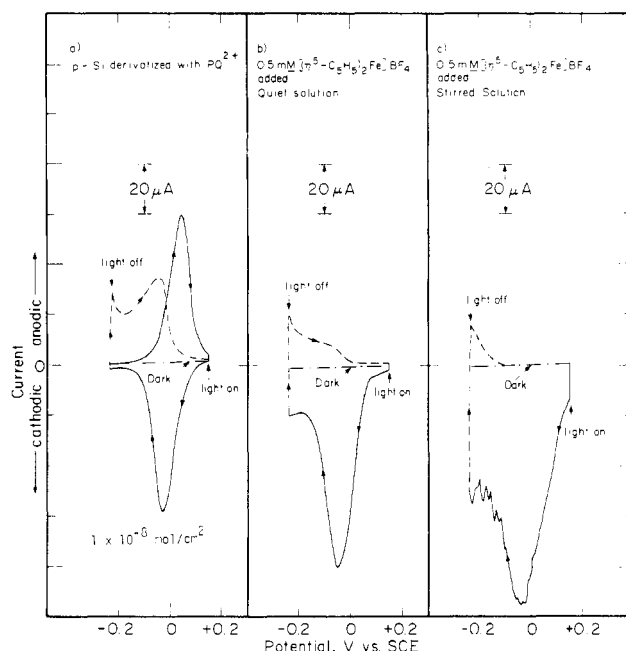 a)
p-Si derivatized with PQ²⁺
b)
0.5 mM [(η⁵-C₅H₅)₂Fe]BF₄
added
Quiet solution
c)
0.5 mM [(η⁵-C₅H₅)₂Fe]BF₄
added
Stirred Solution
20 μA
20 μA
20 μA
light off
light off
light off
Current
cathodic anodic
0
Dark
light on
Dark
light on
Dark
light on
1 x 10⁻⁸ mol/cm²
-0.2 0 +0.2 -0.2 0 +0.2 -0.2 0 +0.2
Potential, V vs. SCE